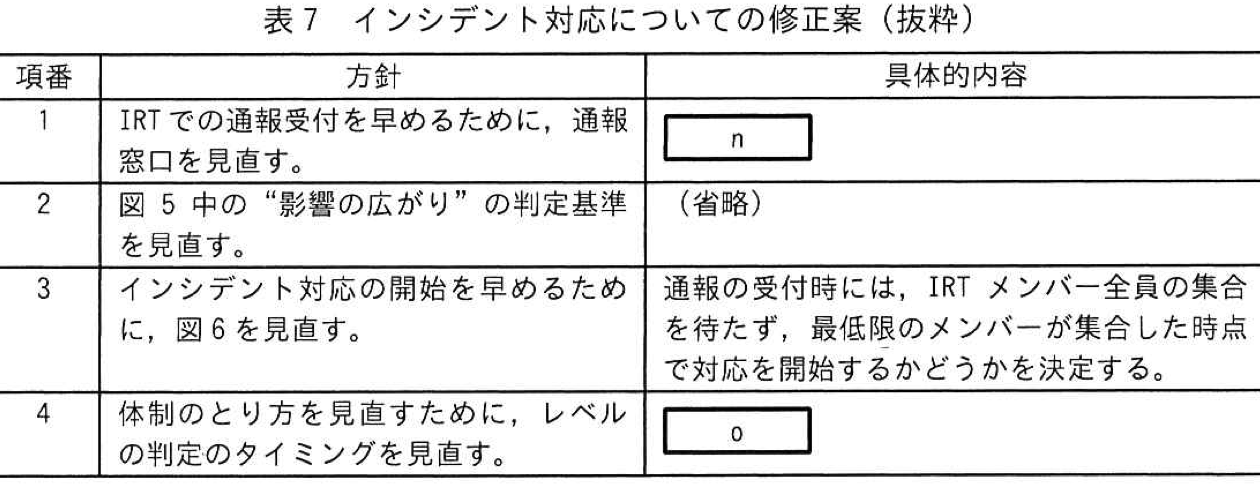 表7 インシデント対応についての修正案（抜粋）
項番 方針 具体的内容
1 IRTでの通報受付を早めるために，通報
窓口を見直す。
n
2 図5中の“影響の広がり”の判定基準 （省略）
を見直す。
3 インシデント対応の開始を早めるため 通報の受付時には，IRTメンバー全員の集合
に，図6を見直す。 を待たず，最低限のメンバーが集合した時点
で対応を開始するかどうかを決定する。
4 体制のとり方を見直すために，レベル
の判定のタイミングを見直す。
o